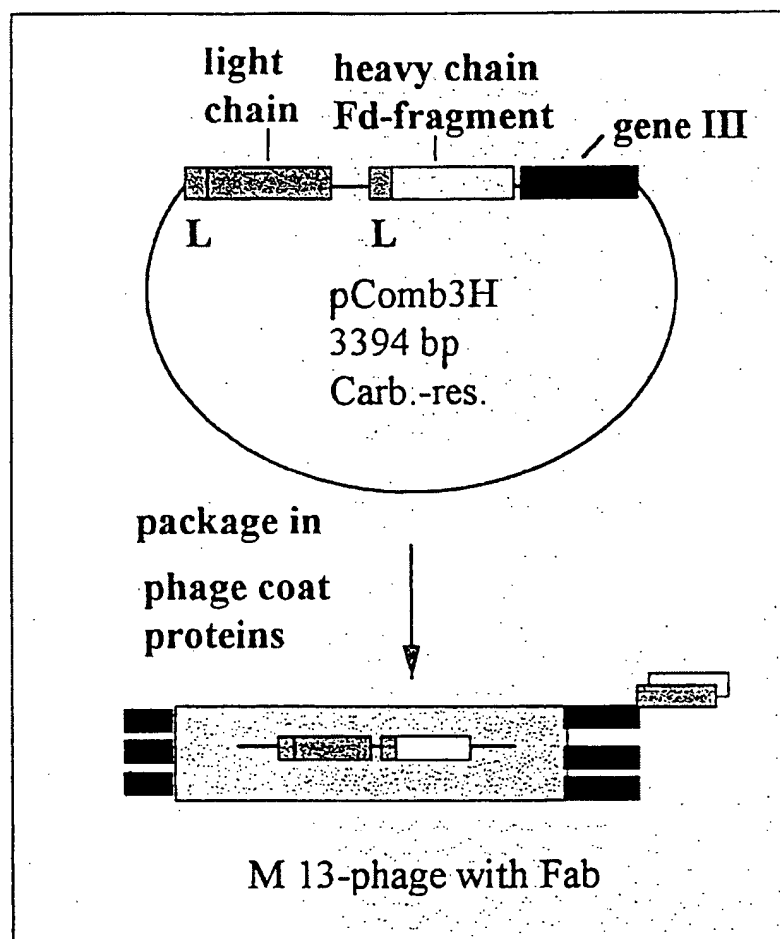 light
chain
heavy chain
Fd-fragment
gene III
L
L
pComb3H
3394 bp
Carb.-res.
package in
phage coat
proteins
M 13-phage with Fab